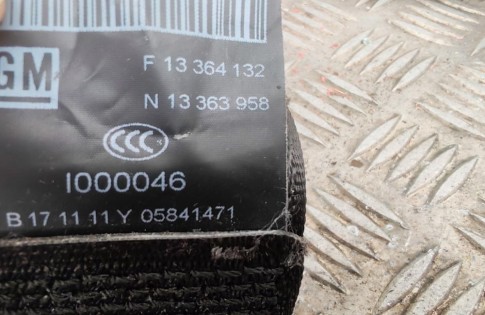 GM
F 13 364 132
N 13 363 958
CCC
I000046
B 17 11 11 Y 05841471